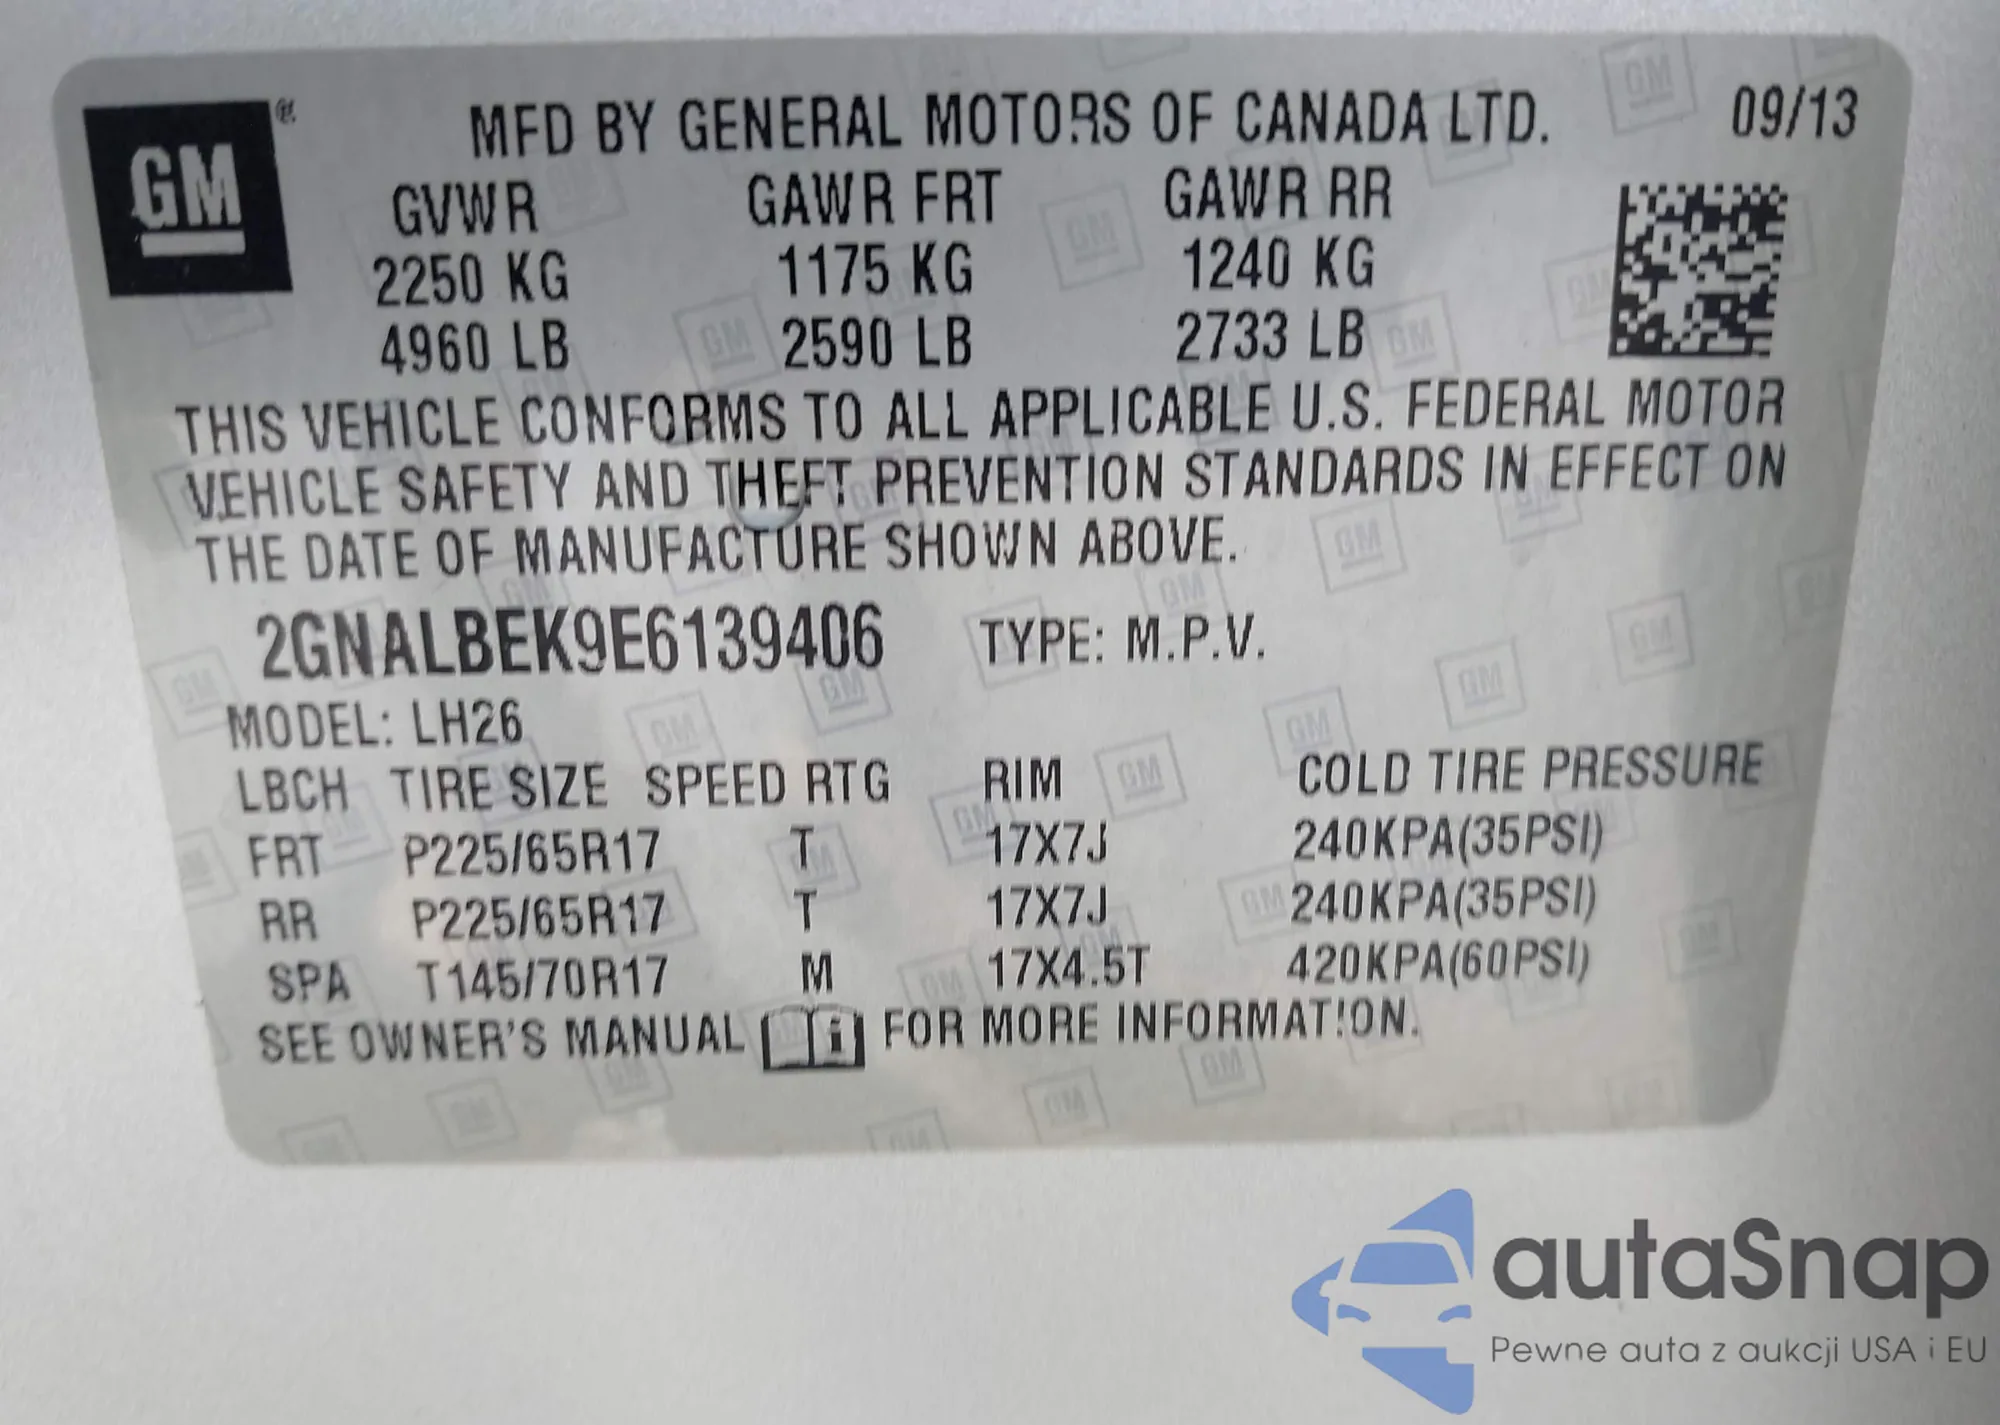 GM ®
MFD BY GENERAL MOTORS OF CANADA LTD. 09/13
GVWR GAWR FRT GAWR RR
2250 KG 1175 KG 1240 KG
4960 LB 2590 LB 2733 LB
THIS VEHICLE CONFORMS TO ALL APPLICABLE U.S. FEDERAL MOTOR
VEHICLE SAFETY AND THEFT PREVENTION STANDARDS IN EFFECT ON
THE DATE OF MANUFACTURE SHOWN ABOVE.
2GNALBEK9E6139406 TYPE: M.P.V.
MODEL: LH26
LBCH TIRE SIZE SPEED RTG RIM COLD TIRE PRESSURE
FRT P225/65R17 T 17X7J 240KPA(35PSI)
RR P225/65R17 T 17X7J 240KPA(35PSI)
SPA T145/70R17 M 17X4.5T 420KPA(60PSI)
SEE OWNER'S MANUAL i FOR MORE INFORMATION.
autaSnap
Pewne auta z aukcji USA i EU